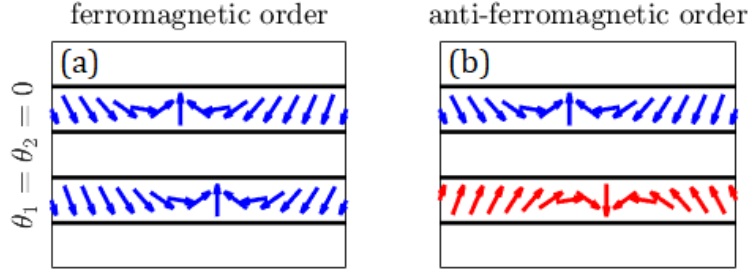 ferromagnetic order
anti-ferromagnetic order
(a)
(b)
θ₁ = θ₂ = 0